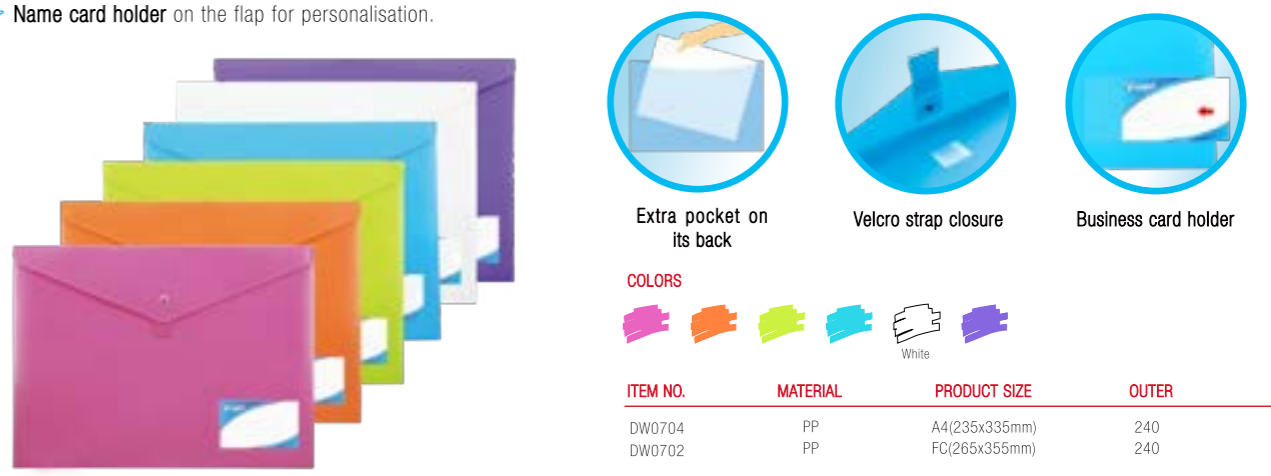 Name card holder on the flap for personalisation.
Extra pocket on
its back
Velcro strap closure
Business card holder
COLORS
White
ITEM NO. MATERIAL PRODUCT SIZE OUTER
DW0704 PP A4(235x335mm) 240
DW0702 PP FC(265x355mm) 240